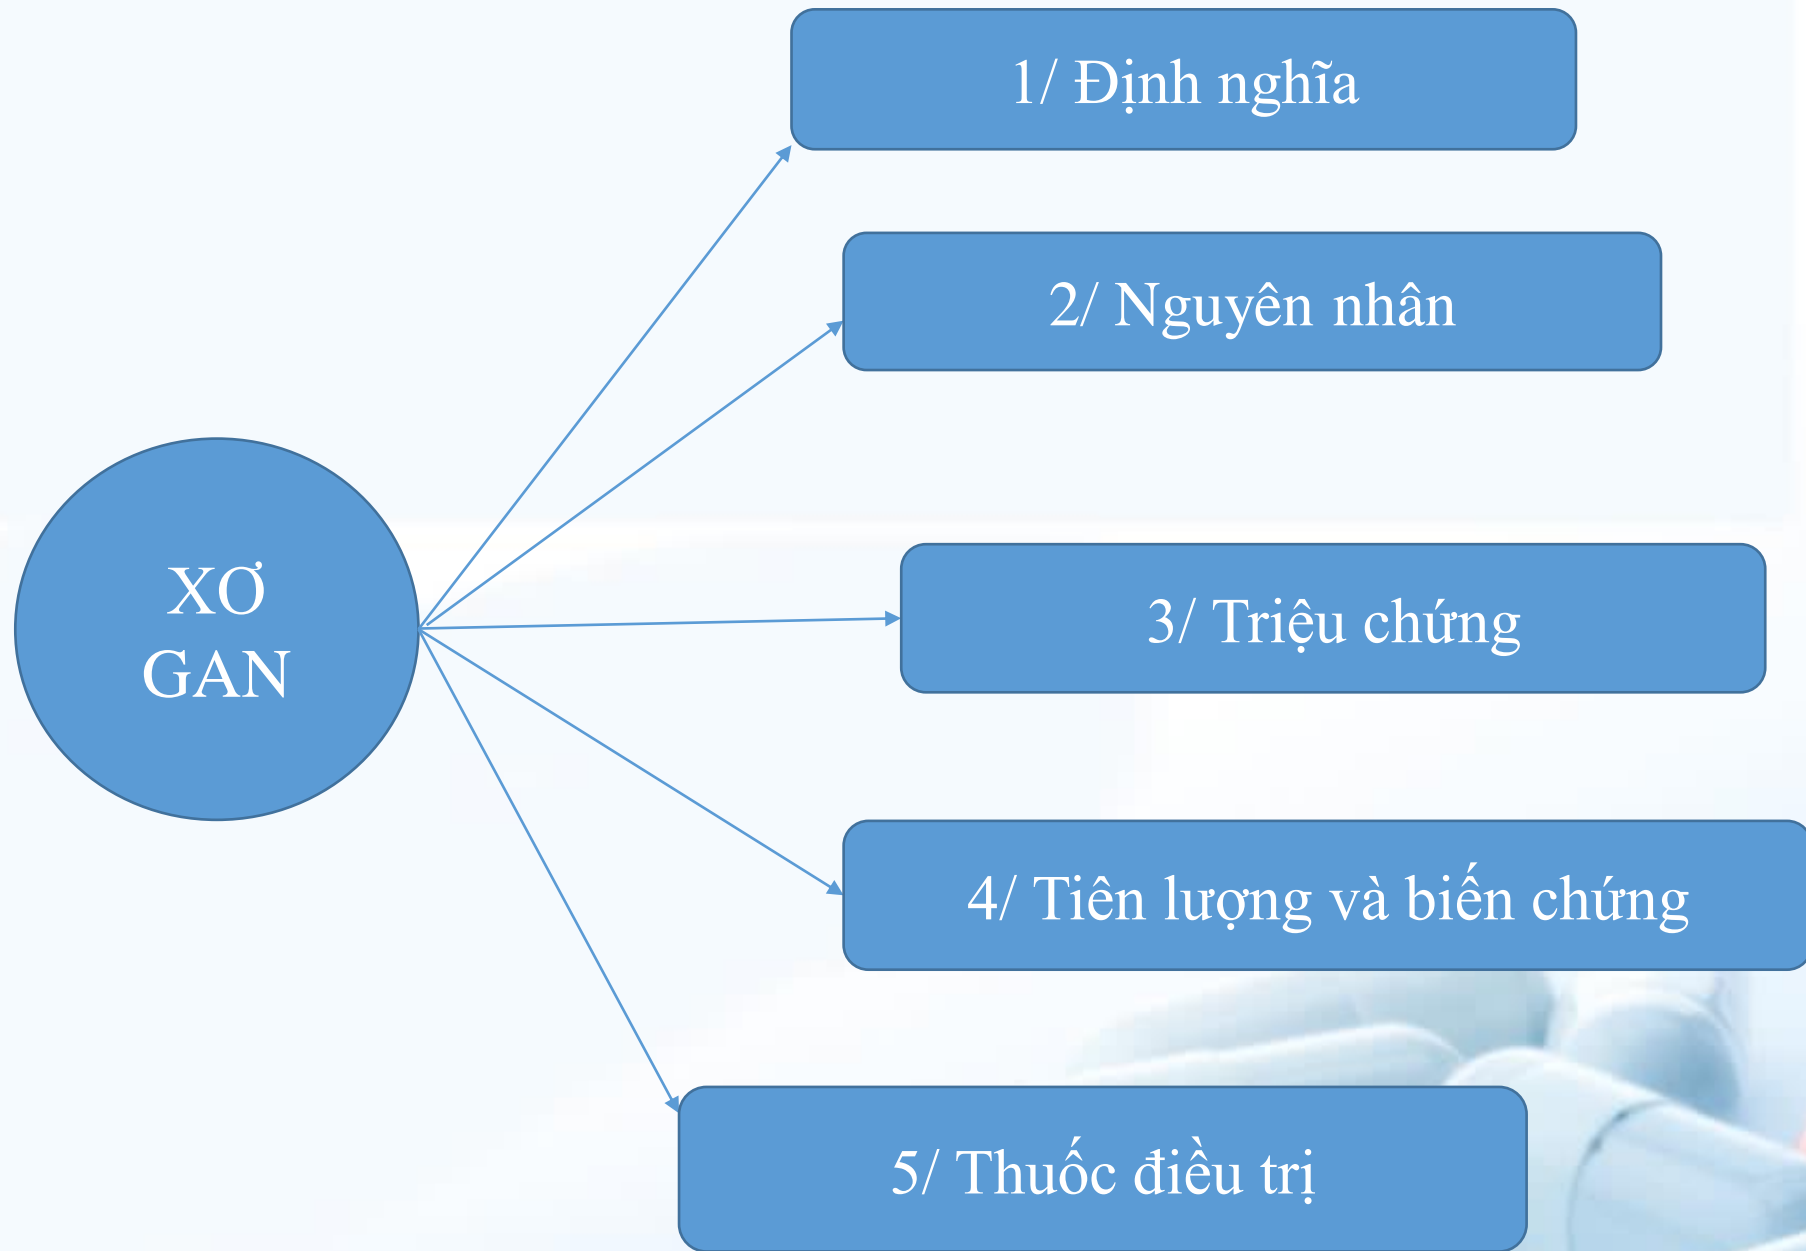 1/ Định nghĩa
2/ Nguyên nhân
XƠ
GAN
3/ Triệu chứng
4/ Tiên lượng và biến chứng
5/ Thuốc điều trị